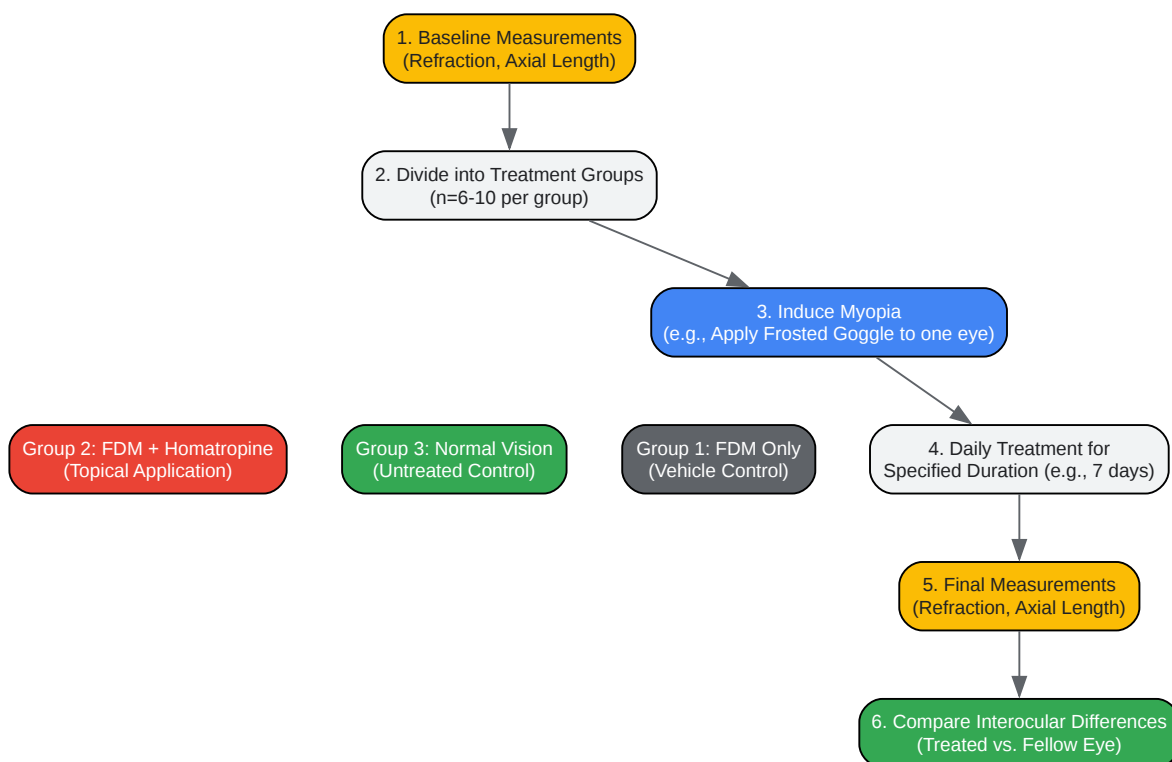 1. Baseline Measurements
(Refraction, Axial Length)
2. Divide into Treatment Groups
(n=6-10 per group)
3. Induce Myopia
(e.g., Apply Frosted Goggle to one eye)
Group 2: FDM + Homatropine
(Topical Application)
Group 3: Normal Vision
(Untreated Control)
Group 1: FDM Only
(Vehicle Control)
4. Daily Treatment for
Specified Duration (e.g., 7 days)
5. Final Measurements
(Refraction, Axial Length)
6. Compare Interocular Differences
(Treated vs. Fellow Eye)